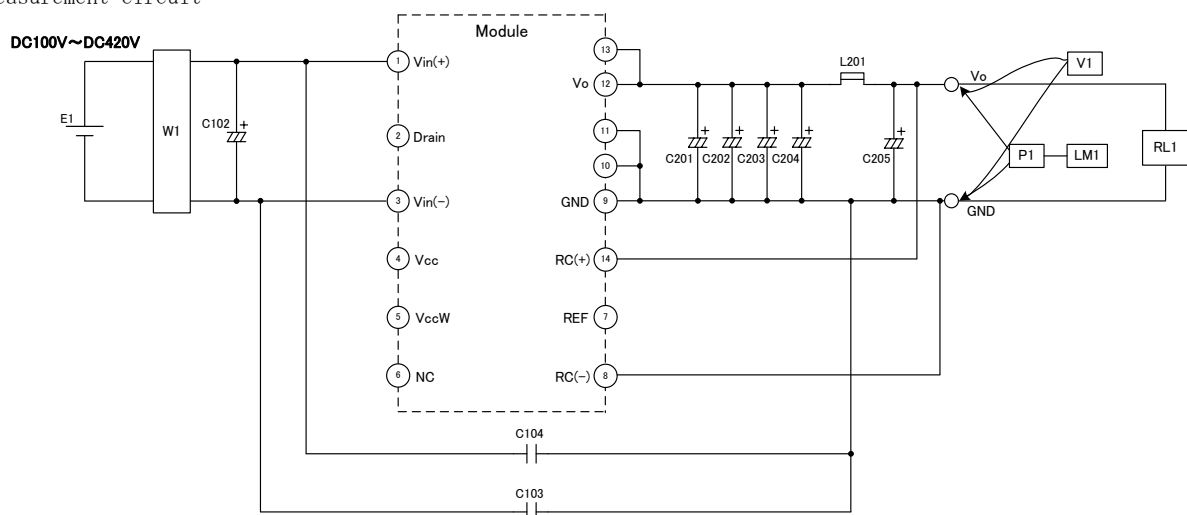 asurement circuit
DC100V～DC420V
Module
E1
W1
C102
1
Vin(+)
2
Drain
3
Vin(-)
4
Vcc
5
VccW
6
NC
13
Vo
12
11
10
GND
9
RC(+)
14
REF
7
RC(-)
8
C201
C202
C203
C204
L201
C205
Vo
V1
P1
LM1
RL1
GND
C104
C103